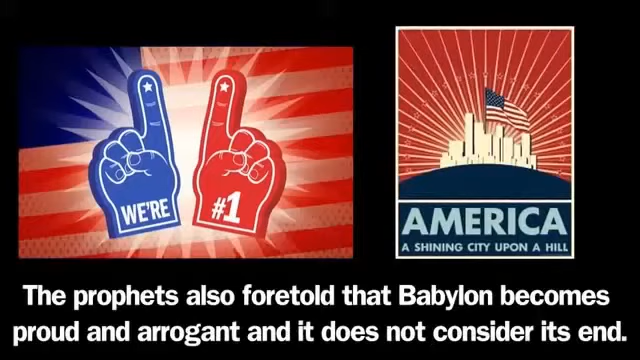 WE'RE
#1
AMERICA
A SHINING CITY UPON A HILL
The prophets also foretold that Babylon becomes
proud and arrogant and it does not consider its end.